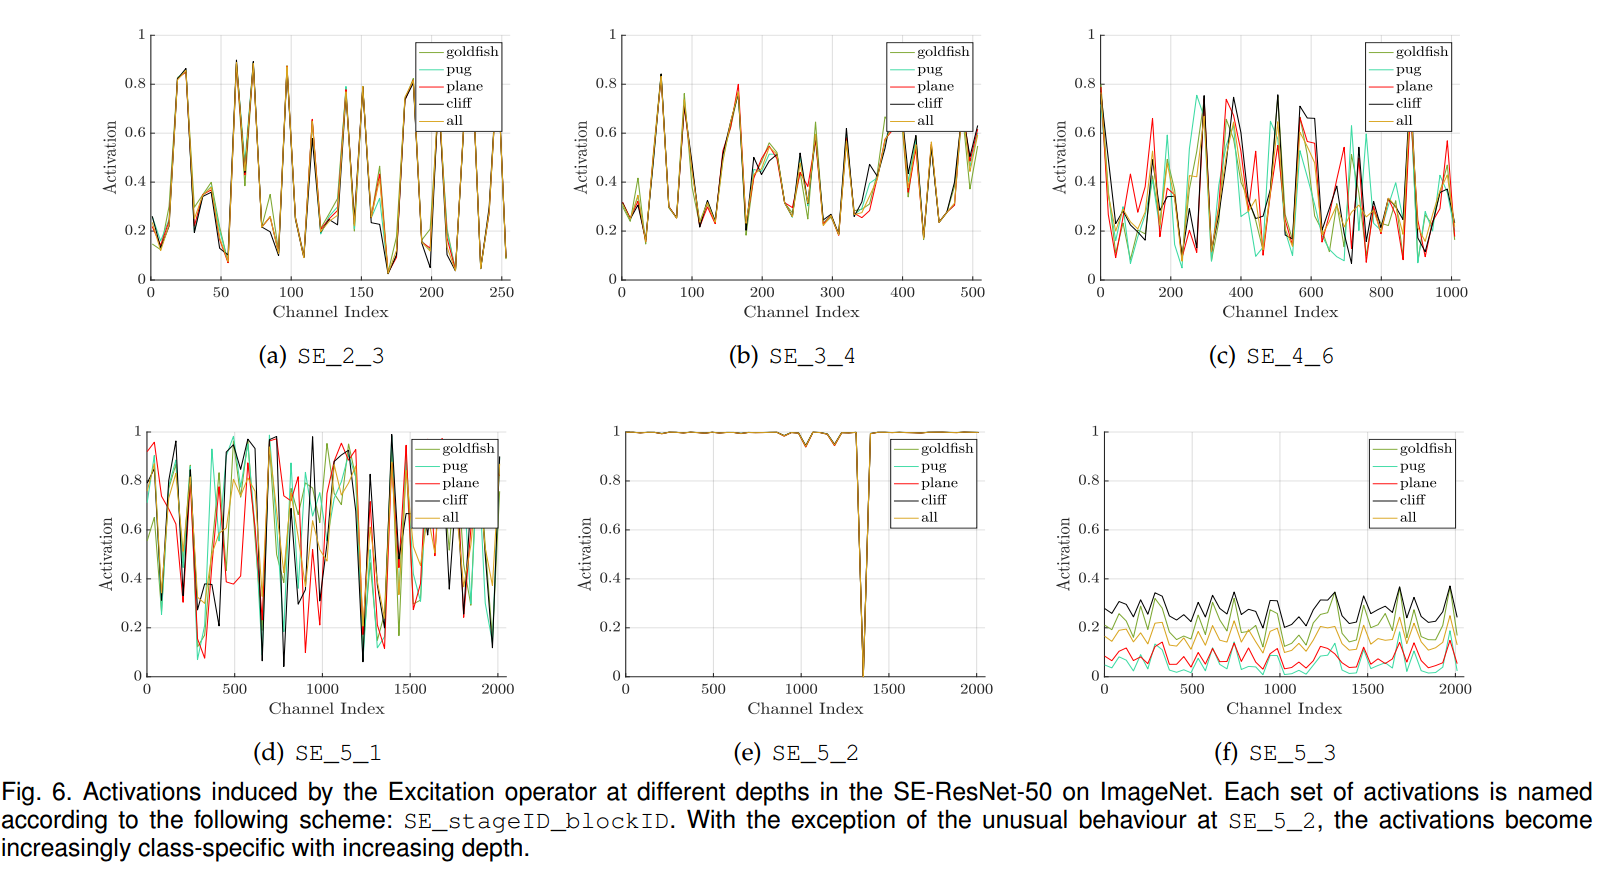 1
0.8
0.6
0.4
0.2
0
Activation
0 50 100 150 200 250
Channel Index
goldfish
pug
plane
cliff
all
(a) SE_2_3
1
0.8
0.6
0.4
0.2
0
Activation
0 100 200 300 400 500
Channel Index
goldfish
pug
plane
cliff
all
(b) SE_3_4
1
0.8
0.6
0.4
0.2
0
Activation
0 200 400 600 800 1000
Channel Index
goldfish
pug
plane
cliff
all
(c) SE_4_6
1
0.8
0.6
0.4
0.2
0
Activation
0 500 1000 1500 2000
Channel Index
goldfish
pug
plane
cliff
all
(d) SE_5_1
1
0.8
0.6
0.4
0.2
0
Activation
0 500 1000 1500 2000
Channel Index
goldfish
pug
plane
cliff
all
(e) SE_5_2
1
0.8
0.6
0.4
0.2
0
Activation
0 500 1000 1500 2000
Channel Index
goldfish
pug
plane
cliff
all
(f) SE_5_3
Fig. 6. Activations induced by the Excitation operator at different depths in the SE-ResNet-50 on ImageNet. Each set of activations is named
according to the following scheme: SE_stageID_blockID. With the exception of the unusual behaviour at SE_5_2, the activations become
increasingly class-specific with increasing depth.